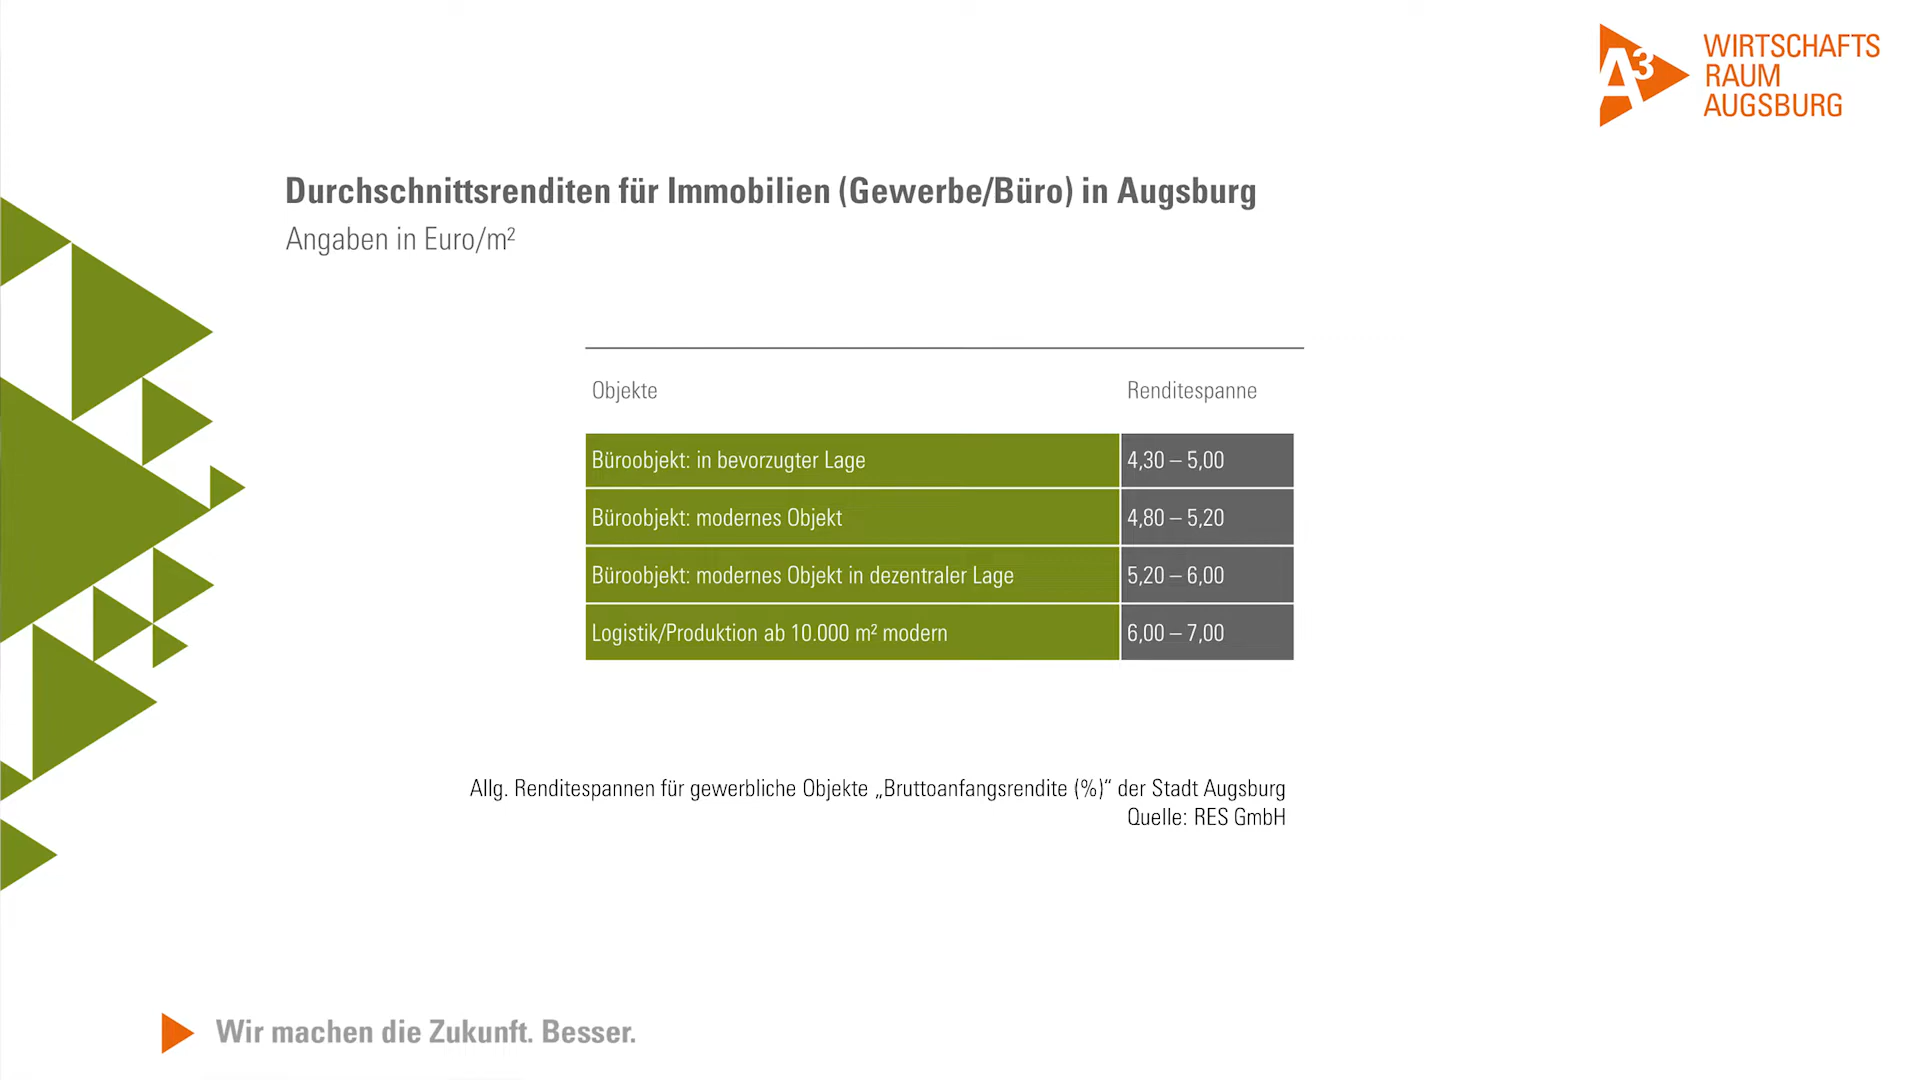 A³
WIRTSCHAFTS
RAUM
AUGSBURG
Durchschnittsrenditen für Immobilien (Gewerbe/Büro) in Augsburg
Angaben in Euro/m²
Objekte Renditespanne
Büroobjekt: in bevorzugter Lage 4,30 – 5,00
Büroobjekt: modernes Objekt 4,80 – 5,20
Büroobjekt: modernes Objekt in dezentraler Lage 5,20 – 6,00
Logistik/Produktion ab 10.000 m² modern 6,00 – 7,00
Allg. Renditespannen für gewerbliche Objekte „Bruttoanfangsrendite (%)“ der Stadt Augsburg
Quelle: RES GmbH
Wir machen die Zukunft. Besser.